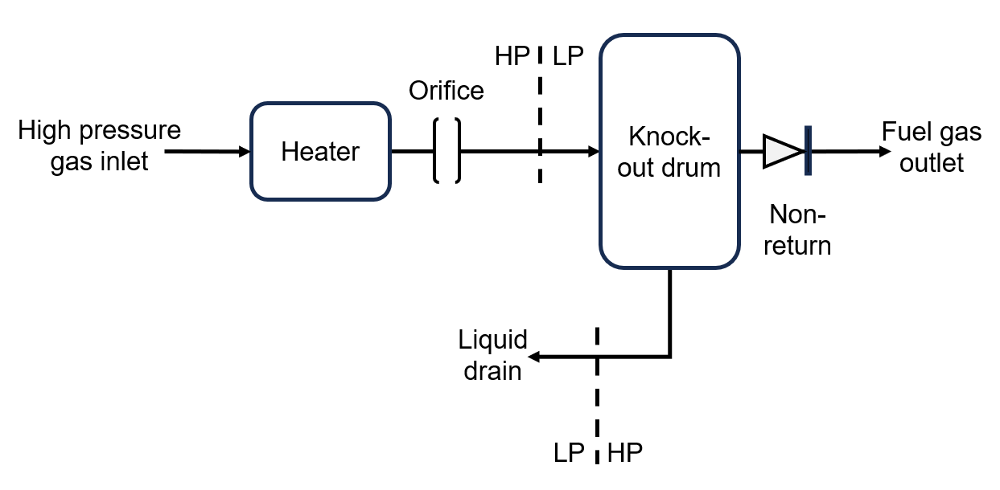 HP
LP
Orifice
High pressure
gas inlet
Heater
Knock-
out drum
Fuel gas
outlet
Non-
return
Liquid
drain
LP
HP